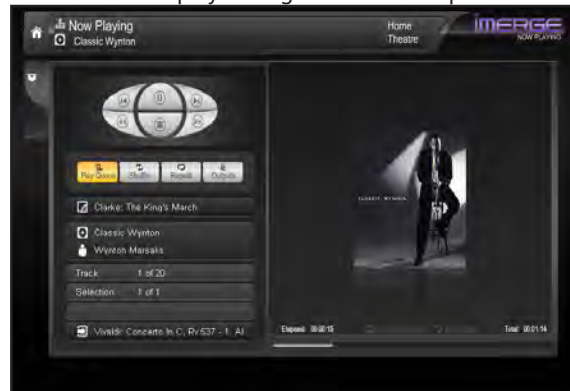 Now Playing
Classic Wynton
Home
Theatre
iMERGE
NOW PLAYING
Play Queue
Shuffle
Repeat
Outputs
Clarke: The King's March
Classic Wynton
Wynton Marsalis
Track 1 of 20
Selection 1 of 1
Vivaldi: Concerto In C, Rv 537 - 1. Al
CLASSIC WYNTON
Elapsed: 00:00:15
Total: 00:01:14